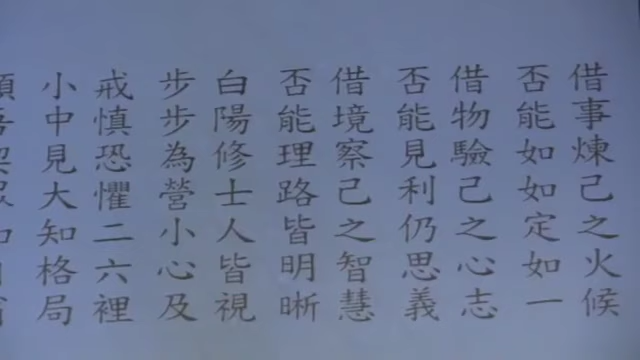 借事煉己之火候
否能如如定如一
借物驗己之心志
否能見利仍思義
借境察己之智慧
否能理路皆明晰
白陽修士人皆視
步步為營小心及
戒慎恐懼二六裡
小中見大知格局